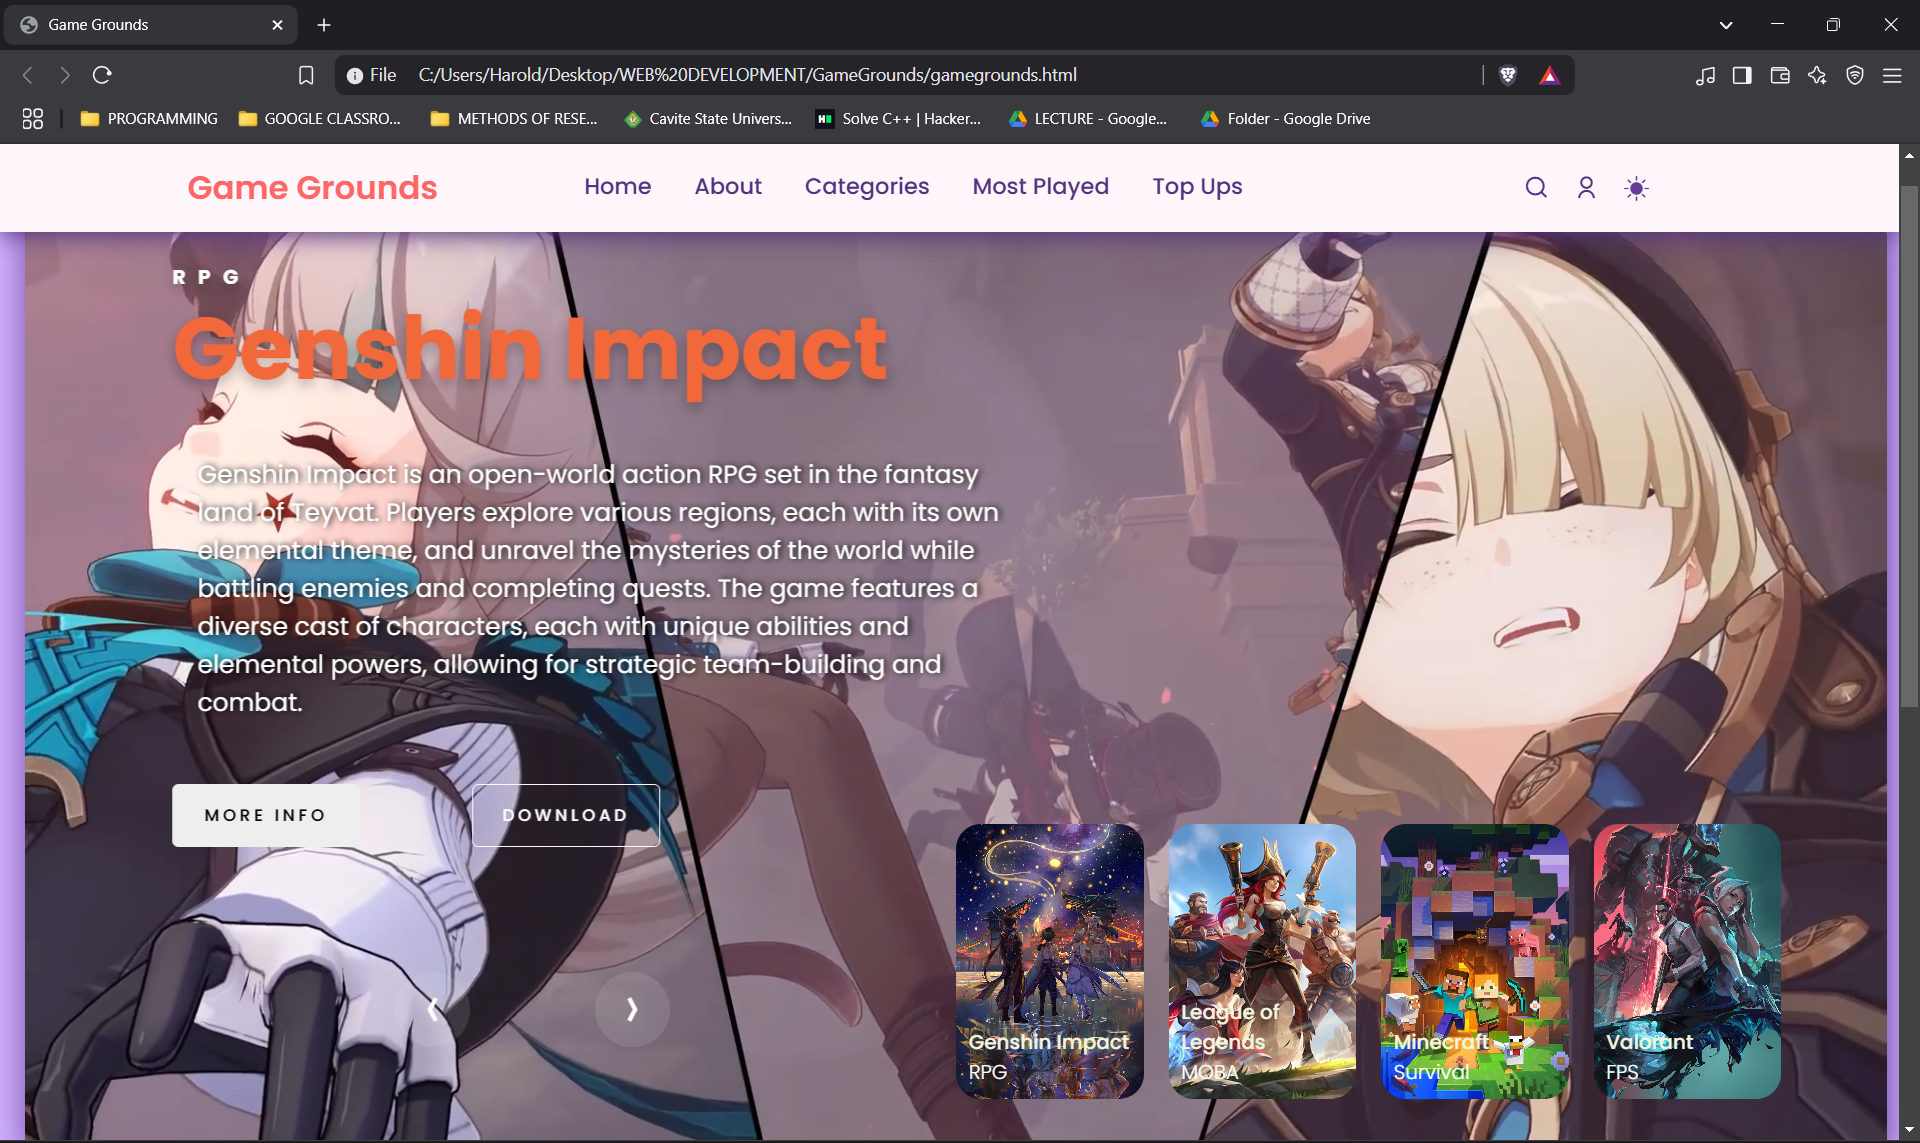 Game Grounds
File C:/Users/Harold/Desktop/WEB%20DEVELOPMENT/GameGrounds/gamegrounds.html
PROGRAMMING GOOGLE CLASSRO... METHODS OF RESE... Cavite State Univers... Solve C++ | Hacker... LECTURE - Google... Folder - Google Drive
Game Grounds Home About Categories Most Played Top Ups
RPG
Genshin Impact
Genshin Impact is an open-world action RPG set in the fantasy
land of Teyvat. Players explore various regions, each with its own
elemental theme, and unravel the mysteries of the world while
battling enemies and completing quests. The game features a
diverse cast of characters, each with unique abilities and
elemental powers, allowing for strategic team-building and
combat.
MORE INFO DOWNLOAD
Genshin Impact
RPG
League of
Legends
MOBA
Minecraft
Survival
Valorant
FPS